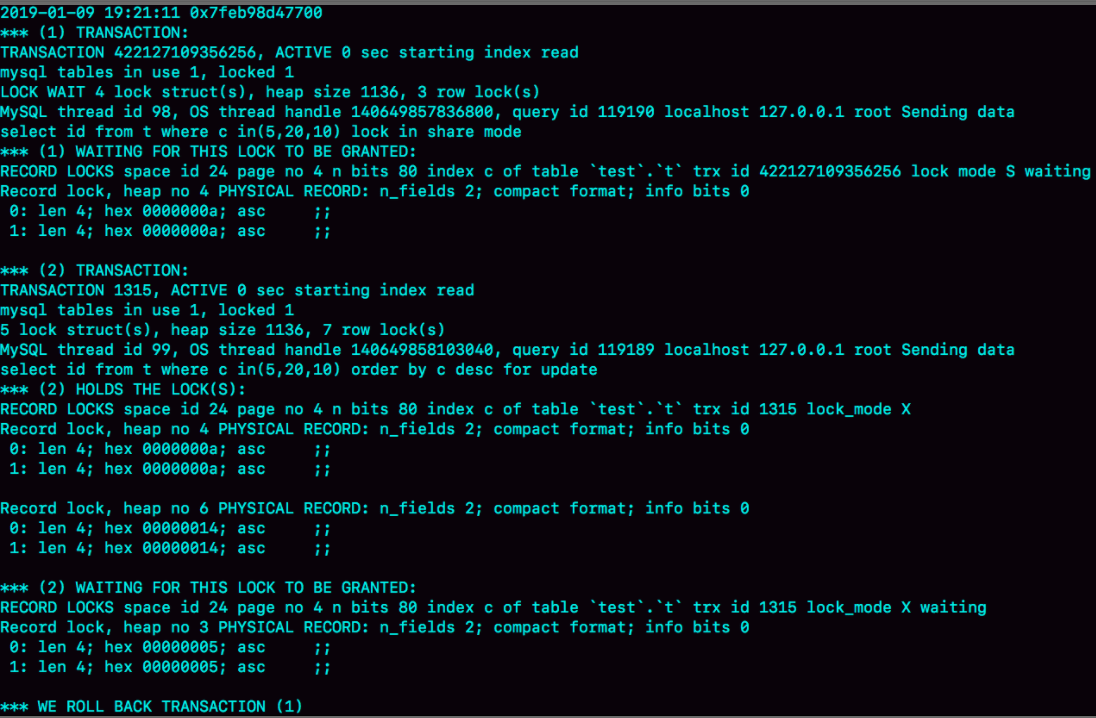 2019-01-09 19:21:11 0x7feb98d47700
*** (1) TRANSACTION:
TRANSACTION 422127109356256, ACTIVE 0 sec starting index read
mysql tables in use 1, locked 1
LOCK WAIT 4 lock struct(s), heap size 1136, 3 row lock(s)
MySQL thread id 98, OS thread handle 140649857836800, query id 119190 localhost 127.0.0.1 root Sending data
select id from t where c in(5,20,10) lock in share mode
*** (1) WAITING FOR THIS LOCK TO BE GRANTED:
RECORD LOCKS space id 24 page no 4 n bits 80 index c of table `test`.`t` trx id 422127109356256 lock mode S waiting
Record lock, heap no 4 PHYSICAL RECORD: n_fields 2; compact format; info bits 0
 0: len 4; hex 0000000a; asc     ;;
 1: len 4; hex 0000000a; asc     ;;

*** (2) TRANSACTION:
TRANSACTION 1315, ACTIVE 0 sec starting index read
mysql tables in use 1, locked 1
5 lock struct(s), heap size 1136, 7 row lock(s)
MySQL thread id 99, OS thread handle 140649858103040, query id 119189 localhost 127.0.0.1 root Sending data
select id from t where c in(5,20,10) order by c desc for update
*** (2) HOLDS THE LOCK(S):
RECORD LOCKS space id 24 page no 4 n bits 80 index c of table `test`.`t` trx id 1315 lock_mode X
Record lock, heap no 4 PHYSICAL RECORD: n_fields 2; compact format; info bits 0
 0: len 4; hex 0000000a; asc     ;;
 1: len 4; hex 0000000a; asc     ;;

Record lock, heap no 6 PHYSICAL RECORD: n_fields 2; compact format; info bits 0
 0: len 4; hex 00000014; asc     ;;
 1: len 4; hex 00000014; asc     ;;

*** (2) WAITING FOR THIS LOCK TO BE GRANTED:
RECORD LOCKS space id 24 page no 4 n bits 80 index c of table `test`.`t` trx id 1315 lock_mode X waiting
Record lock, heap no 3 PHYSICAL RECORD: n_fields 2; compact format; info bits 0
 0: len 4; hex 00000005; asc     ;;
 1: len 4; hex 00000005; asc     ;;

*** WE ROLL BACK TRANSACTION (1)